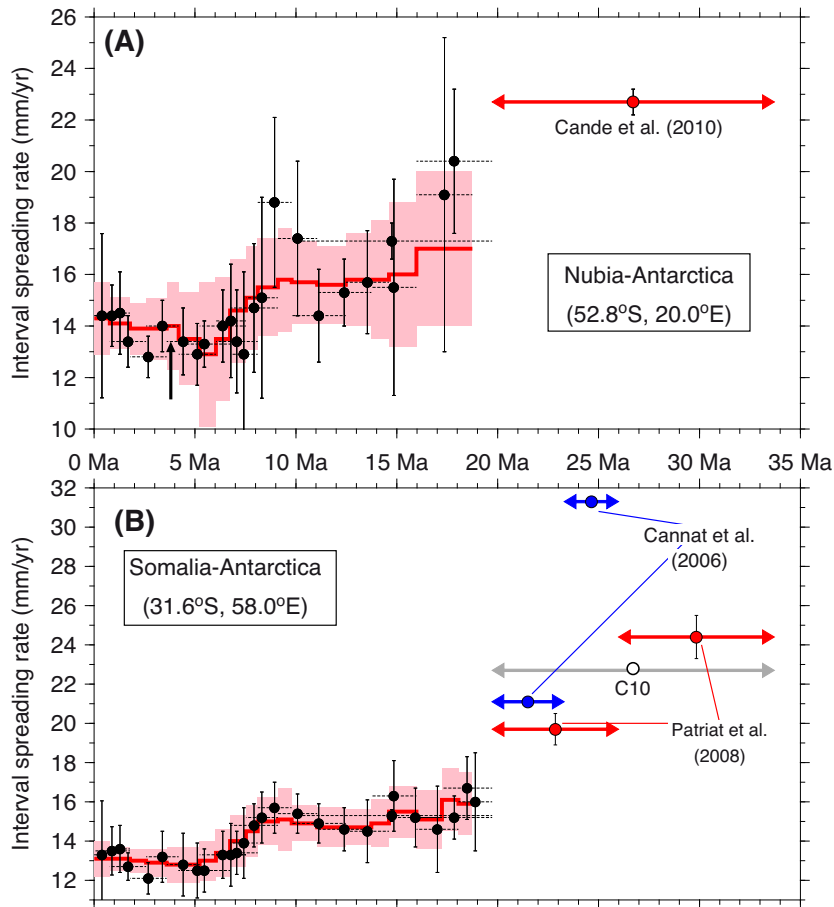 26
24
22
20
18
16
14
12
10
Interval spreading rate (mm/yr)
(A)
Cande et al. (2010)
Nubia-Antarctica
(52.8°S, 20.0°E)
0 Ma 5 Ma 10 Ma 15 Ma 20 Ma 25 Ma 30 Ma 35 Ma
32
30
28
26
24
22
20
18
16
14
12
Interval spreading rate (mm/yr)
(B)
Somalia-Antarctica
(31.6°S, 58.0°E)
Cannat et al.
(2006)
C10
Patriat et al.
(2008)